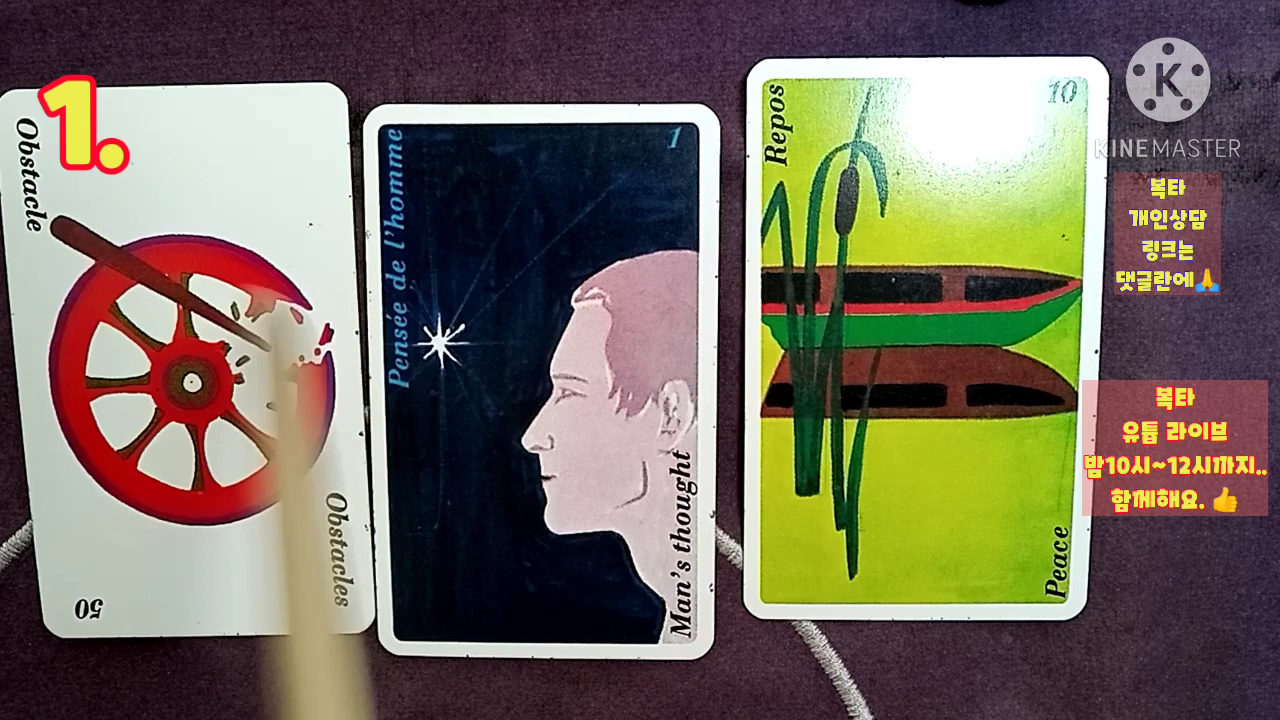 1.
Obstacle
Obstacles
50
Pensée de l'homme
1
Man's thought
Repos
10
Peace
KINEMASTER
복타
개인상담
링크는
댓글란에🙏
복타
유튭 라이브
밤10시~12시까지..
함께해요. 👍